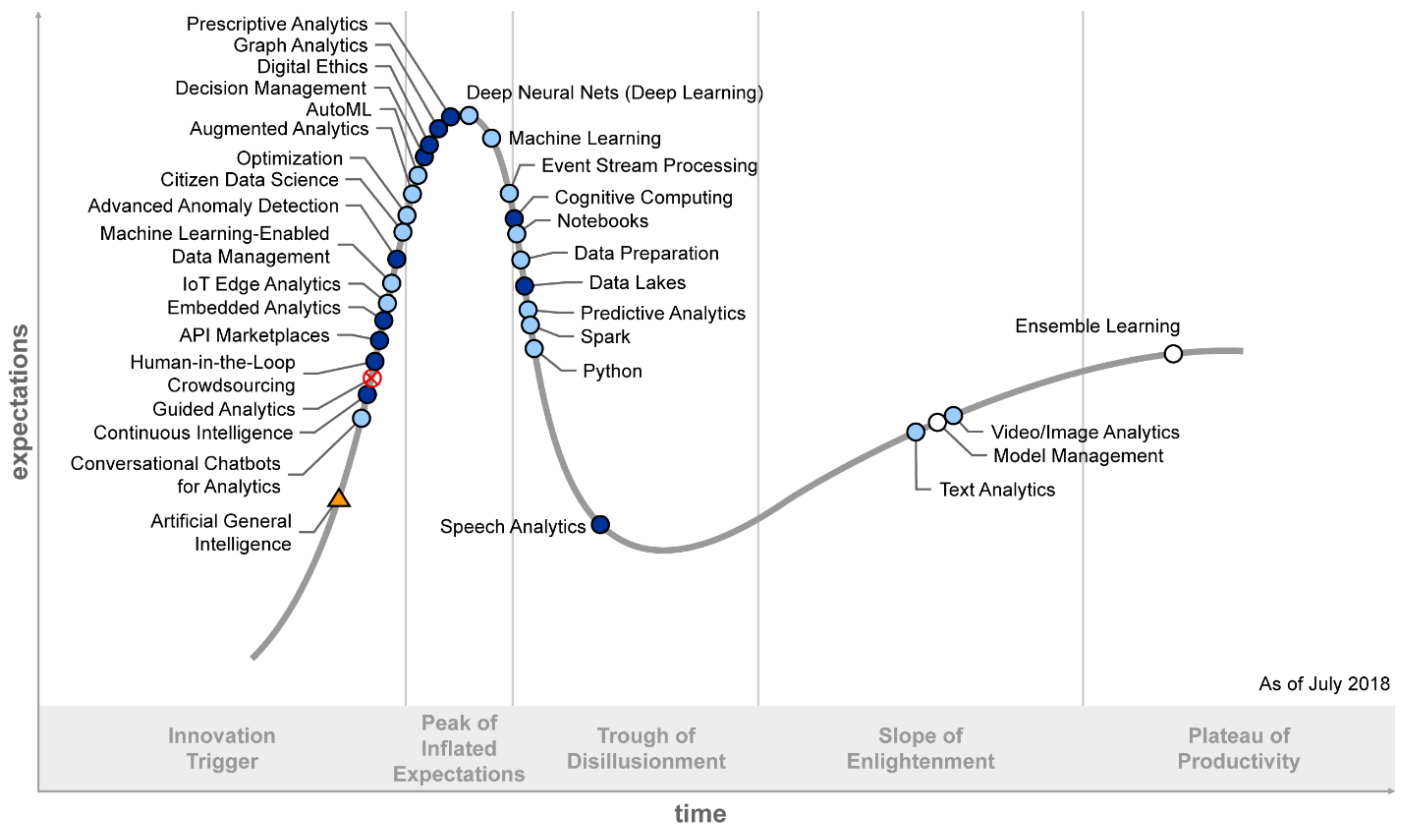 Prescriptive Analytics
Graph Analytics
Digital Ethics
Decision Management
AutoML
Augmented Analytics
Optimization
Citizen Data Science
Advanced Anomaly Detection
Machine Learning-Enabled
Data Management
IoT Edge Analytics
Embedded Analytics
API Marketplaces
Human-in-the-Loop
Crowdsourcing
Guided Analytics
Continuous Intelligence
Conversational Chatbots
for Analytics
Artificial General
Intelligence
Deep Neural Nets (Deep Learning)
Machine Learning
Event Stream Processing
Cognitive Computing
Notebooks
Data Preparation
Data Lakes
Predictive Analytics
Spark
Python
Speech Analytics
Ensemble Learning
Video/Image Analytics
Model Management
Text Analytics
expectations
As of July 2018
Innovation
Trigger
Peak of
Inflated
Expectations
Trough of
Disillusionment
Slope of
Enlightenment
Plateau of
Productivity
time